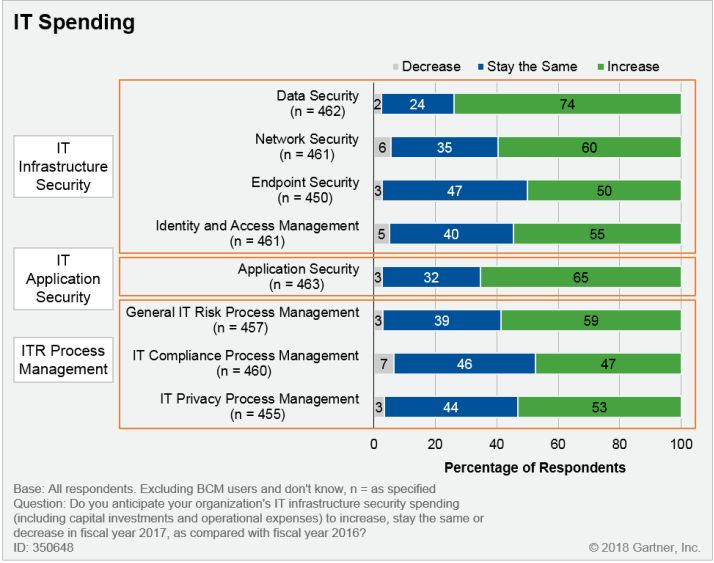 IT Spending
Decrease Stay the Same Increase
IT
Infrastructure
Security
Data Security
(n = 462)
2 24 74
Network Security
(n = 461)
6 35 60
Endpoint Security
(n = 450)
3 47 50
Identity and Access Management
(n = 461)
5 40 55
IT
Application
Security
Application Security
(n = 463)
3 32 65
ITR Process
Management
General IT Risk Process Management
(n = 457)
3 39 59
IT Compliance Process Management
(n = 460)
7 46 47
IT Privacy Process Management
(n = 455)
3 44 53
0 20 40 60 80 100
Percentage of Respondents
Base: All respondents. Excluding BCM users and don't know, n = as specified
Question: Do you anticipate your organization's IT infrastructure security spending
(including capital investments and operational expenses) to increase, stay the same or
decrease in fiscal year 2017, as compared with fiscal year 2016?
ID: 350648
© 2018 Gartner, Inc.